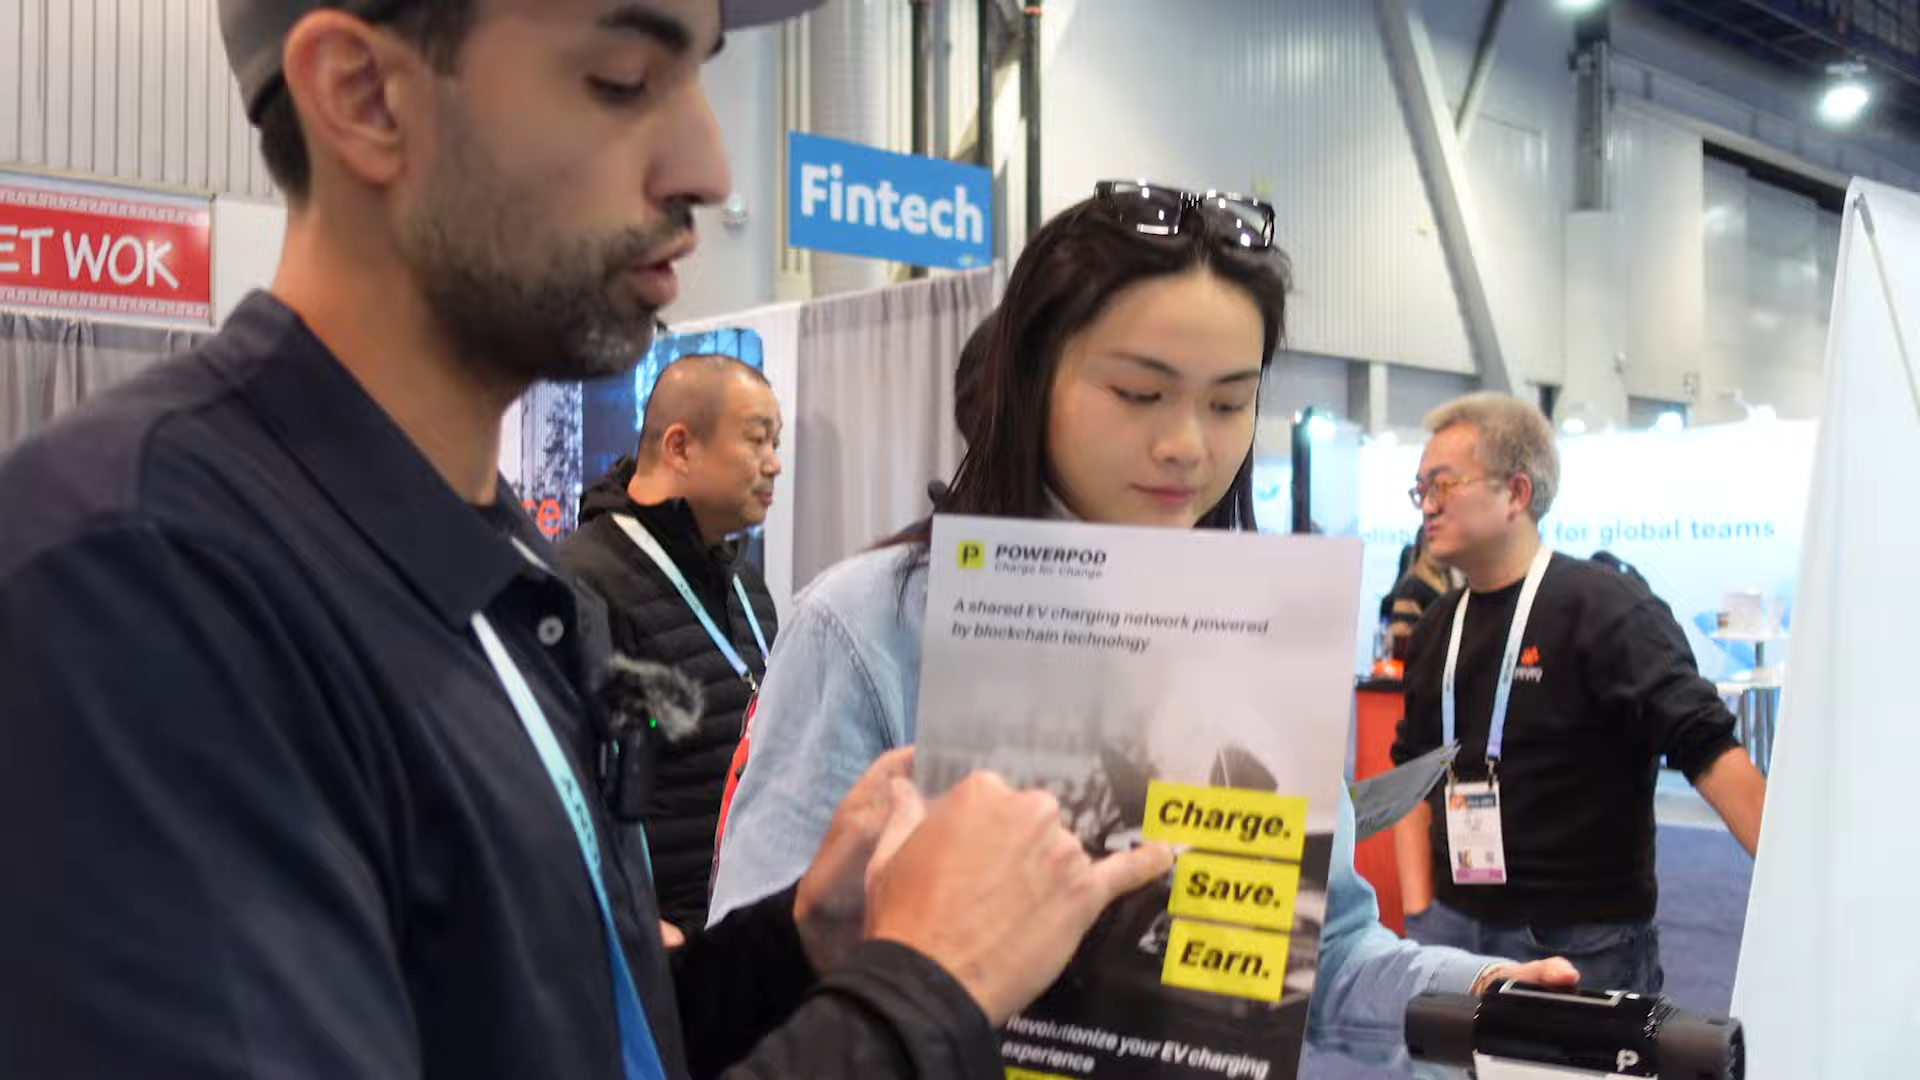 ET WOK
Fintech
POWERPOD
Charge for Change
A shared EV charging network powered
by blockchain technology
Charge.
Save.
Earn.
Revolutionize your EV charging
experience
for global teams
P